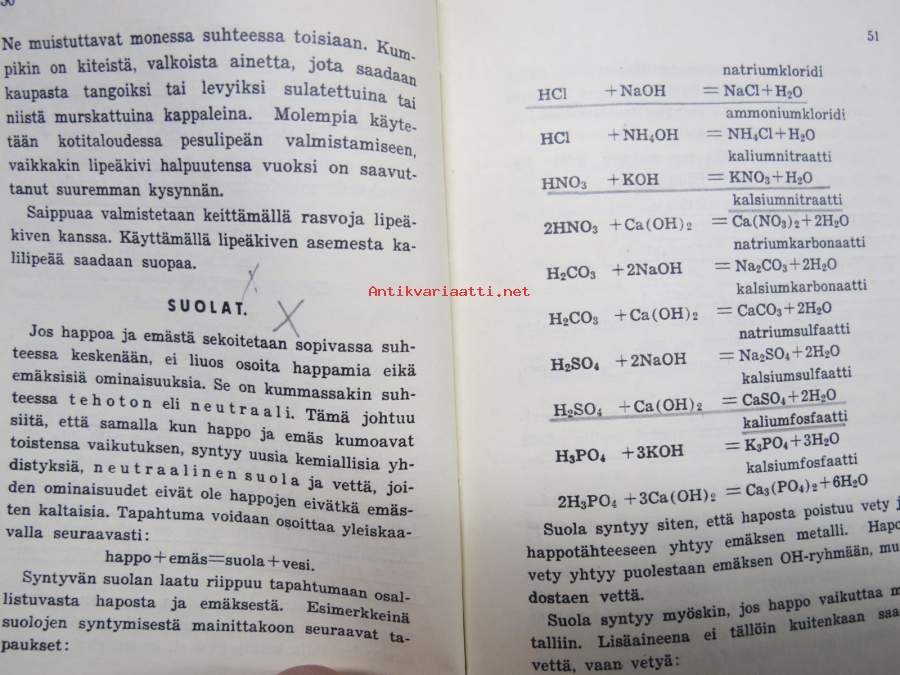 Ne muistuttavat monessa suhteessa toisiaan. Kum-
pikin on kiteistä, valkoista ainetta, jota saadaan
kaupasta tangoiksi tai levyiksi sulatettuina tai
niistä murskattuina kappaleina. Molempia käyte-
tään kotitaloudessa pesulipeän valmistamiseen,
vaikkakin lipeäkivi halpuutensa vuoksi on saavut-
tanut suuremman kysynnän.
Saippuaa valmistetaan keittämällä rasvoja lipeä-
kiven kanssa. Käyttämällä lipeäkiven asemesta ka-
lilipeää saadaan suopaa.
SUOLAT.
Jos happoa ja emästä sekoitetaan sopivassa suh-
teessa keskenään, ei liuos osoita happamia eikä
emäksisiä ominaisuuksia. Se on kummassakin suh-
teessa tehoton eli neutraali. Tämä johtuu
siitä, että samalla kun happo ja emäs kumoavat
toistensa vaikutuksen, syntyy uusia kemiallisia yh-
distyksiä, neutraalinen suola ja vettä, joi-
den ominaisuudet eivät ole happojen eivätkä emäs-
ten kaltaisia. Tapahtuma voidaan osoittaa yleiskaa-
valla seuraavasti:
happo+emäs=suola+vesi.
Syntyvän suolan laatu riippuu tapahtumaan osal-
listuvasta haposta ja emäksestä. Esimerkkeinä
suolojen syntymisestä mainittakoon seuraavat ta-
paukset:
51
natriumkloridi
HCl +NaOH = NaCl+H₂O
ammoniumkloridi
HCl +NH₄OH = NH₄Cl+H₂O
kaliumnitraatti
HNO₃ +KOH = KNO₃+H₂O
kalsiumnitraatti
2HNO₃ +Ca(OH)₂ = Ca(NO₃)₂+2H₂O
natriumkarbonaatti
H₂CO₃ +2NaOH = Na₂CO₃+2H₂O
kalsiumkarbonaatti
H₂CO₃ +Ca(OH)₂ = CaCO₃+2H₂O
natriumsulfaatti
H₂SO₄ +2NaOH = Na₂SO₄+2H₂O
kalsiumsulfaatti
H₂SO₄ +Ca(OH)₂ = CaSO₄+2H₂O
kaliumfosfaatti
H₃PO₄ +3KOH = K₃PO₄+3H₂O
kalsiumfosfaatti
2H₃PO₄ +3Ca(OH)₂ = Ca₃(PO₄)₂+6H₂O
Suola syntyy siten, että haposta poistuu vety j
happotähteeseen yhtyy emäksen metalli. Hapo
vety yhtyy puolestaan emäksen OH-ryhmään, mu
dostaen vettä.
Suola syntyy myöskin, jos happo vaikuttaa m
talliin. Lisäaineena ei tällöin kuitenkaan saa
vettä, vaan vetyä:
Antikvariaatti.net